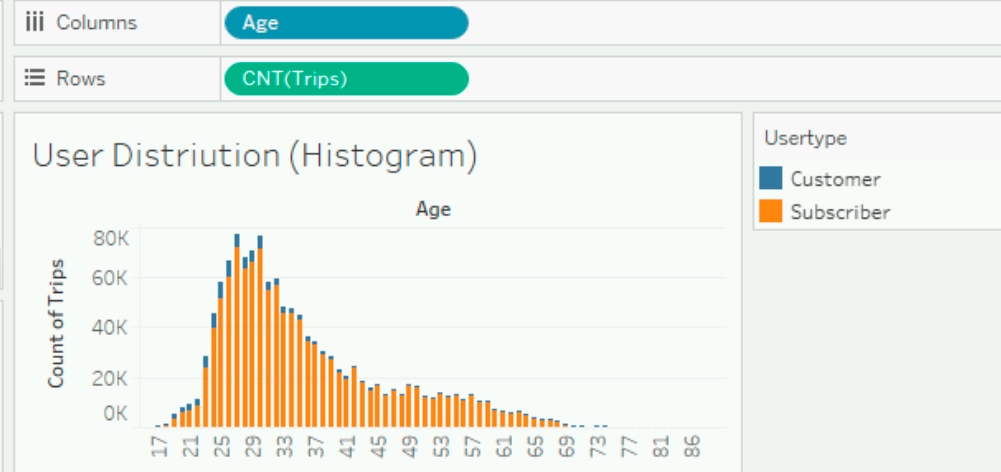 Columns
Age
Rows
CNT(Trips)
User Distriution (Histogram)
Usertype
Customer
Subscriber
Age
Count of Trips
80K
60K
40K
20K
0K
17 21 25 29 33 37 41 45 49 53 57 61 65 69 73 77 81 86